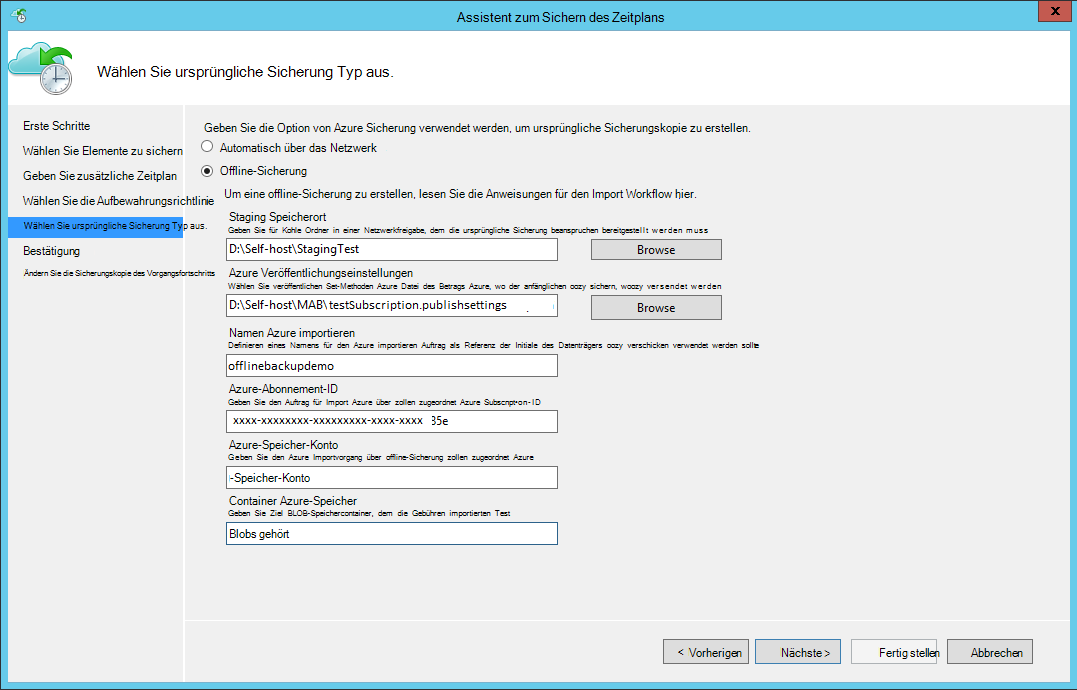 Assistent zum Sichern des Zeitplans
x
Wählen Sie ursprüngliche Sicherung Typ aus.
Erste Schritte
Wählen Sie Elemente zu sichern
Geben Sie zusätzliche Zeitplan
Wählen Sie die Aufbewahrungsrichtlinie
Wählen Sie ursprüngliche Sicherung Typ aus.
Bestätigung
Ändern Sie die Sicherungskopie des Vorgangsfortschritts
Geben Sie die Option von Azure Sicherung verwendet werden, um ursprüngliche Sicherungskopie zu erstellen.
Automatisch über das Netzwerk
Offline-Sicherung
Um eine offline-Sicherung zu erstellen, lesen Sie die Anweisungen für den Import Workflow hier.
Staging Speicherort
Geben Sie für Kohle Ordner in einer Netzwerkfreigabe, dem die ursprüngliche Sicherung beanspruchen bereitgestellt werden muss
D:\Self-host\StagingTest
Browse
Azure Veröffentlichungseinstellungen
Wählen Sie veröffentlichen Set-Methoden Azure Datei des Betrags Azure, wo der anfänglichen oozy sichern, woozy versendet werden
D:\Self-host\MAB\testSubscription.publishsettings
Browse
Namen Azure importieren
Definieren eines Namens für den Azure importieren Auftrag als Referenz der Initiale des Datenträgers oozy verschicken verwendet werden sollte
offlinebackupdemo
Azure-Abonnement-ID
Geben Sie den Auftrag für Import Azure über zollen zugeordnet Azure Subscription-ID
xxxx-xxxxxxxx-xxxxxxxxx-xxxx-xxxx 35e
Azure-Speicher-Konto
Geben Sie den Azure Importvorgang über offline-Sicherung zollen zugeordnet Azure
-Speicher-Konto
Container Azure-Speicher
Geben Sie Ziel BLOB-Speichercontainer, dem die Gebühren importierten Test
Blobs gehört
< Vorherigen
Nächste >
Fertig stellen
Abbrechen